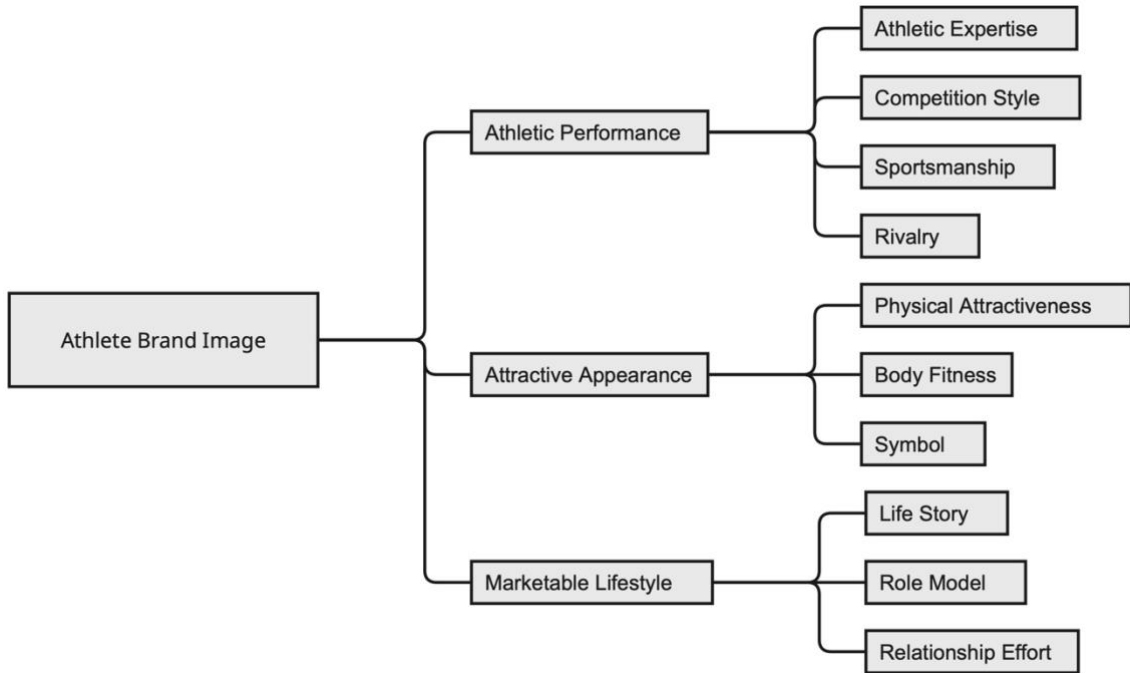 Athlete Brand Image
Athletic Performance
Athletic Expertise
Competition Style
Sportsmanship
Rivalry
Attractive Appearance
Physical Attractiveness
Body Fitness
Symbol
Marketable Lifestyle
Life Story
Role Model
Relationship Effort